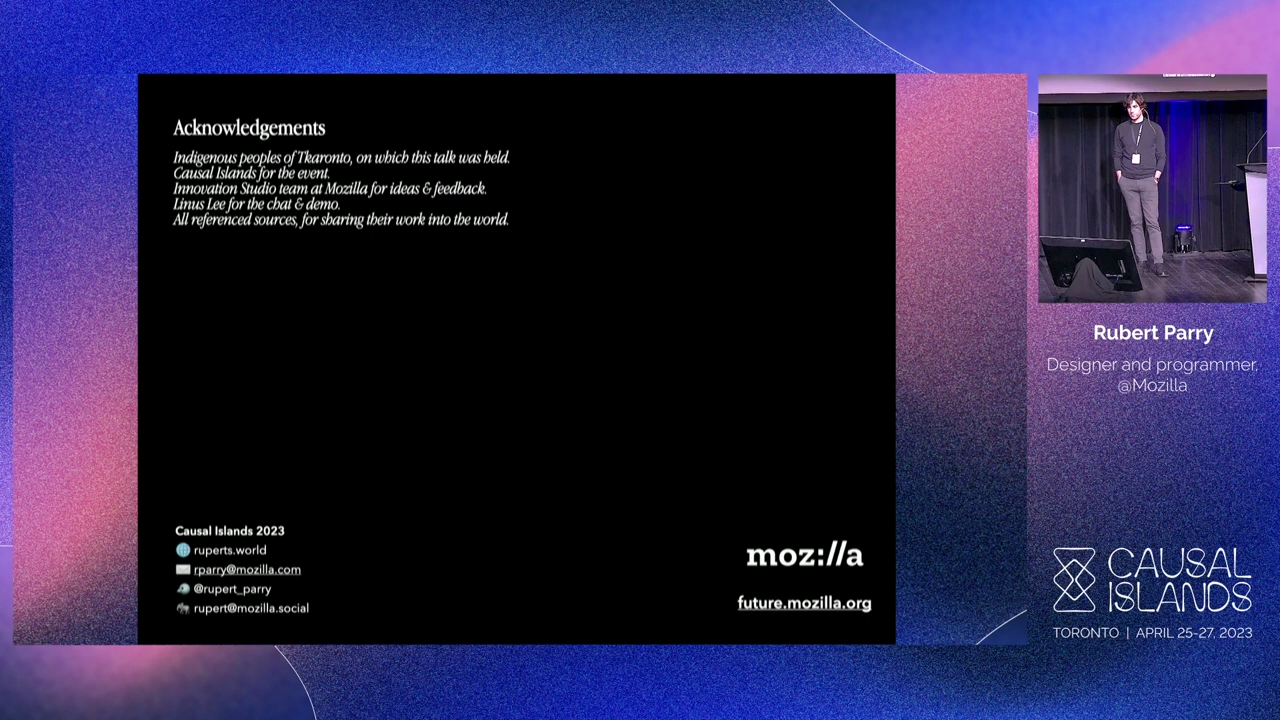 Acknowledgements
Indigenous peoples of Tkaronto, on which this talk was held.
Causal Islands for the event.
Innovation Studio team at Mozilla for ideas & feedback.
Linus Lee for the chat & demo.
All referenced sources, for sharing their work into the world.
Causal Islands 2023
ruperts.world
rparry@mozilla.com
@rupert_parry
rupert@mozilla.social
moz://a
future.mozilla.org
Rubert Parry
Designer and programmer,
@Mozilla
CAUSAL
ISLANDS
TORONTO | APRIL 25-27, 2023